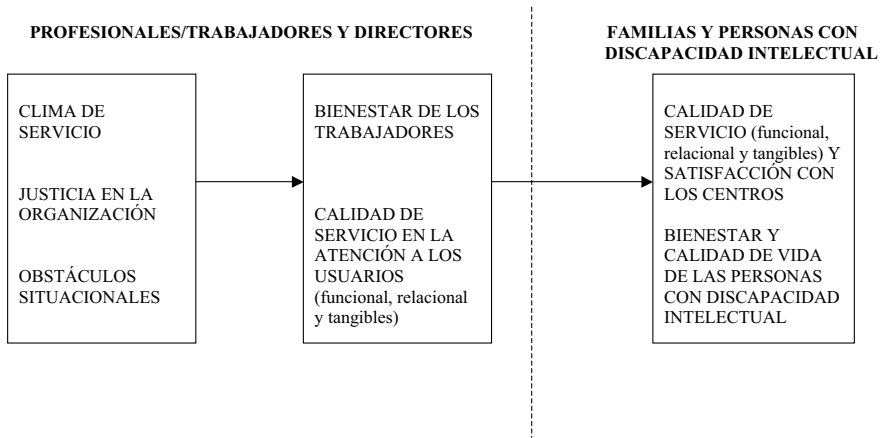 PROFESIONALES/TRABAJADORES Y DIRECTORES
FAMILIAS Y PERSONAS CON
DISCAPACIDAD INTELECTUAL
CLIMA DE
SERVICIO
JUSTICIA EN LA
ORGANIZACIÓN
OBSTÁCULOS
SITUACIONALES
BIENESTAR DE LOS
TRABAJADORES
CALIDAD DE
SERVICIO EN LA
ATENCIÓN A LOS
USUARIOS
(funcional, relacional
y tangibles)
CALIDAD DE
SERVICIO (funcional,
relacional y tangibles) Y
SATISFACCIÓN CON
LOS CENTROS
BIENESTAR Y
CALIDAD DE VIDA
DE LAS PERSONAS
CON DISCAPACIDAD
INTELECTUAL